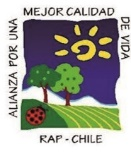 ALIANZA POR UNA
MEJOR CALIDAD
DE VIDA
RAP - CHILE